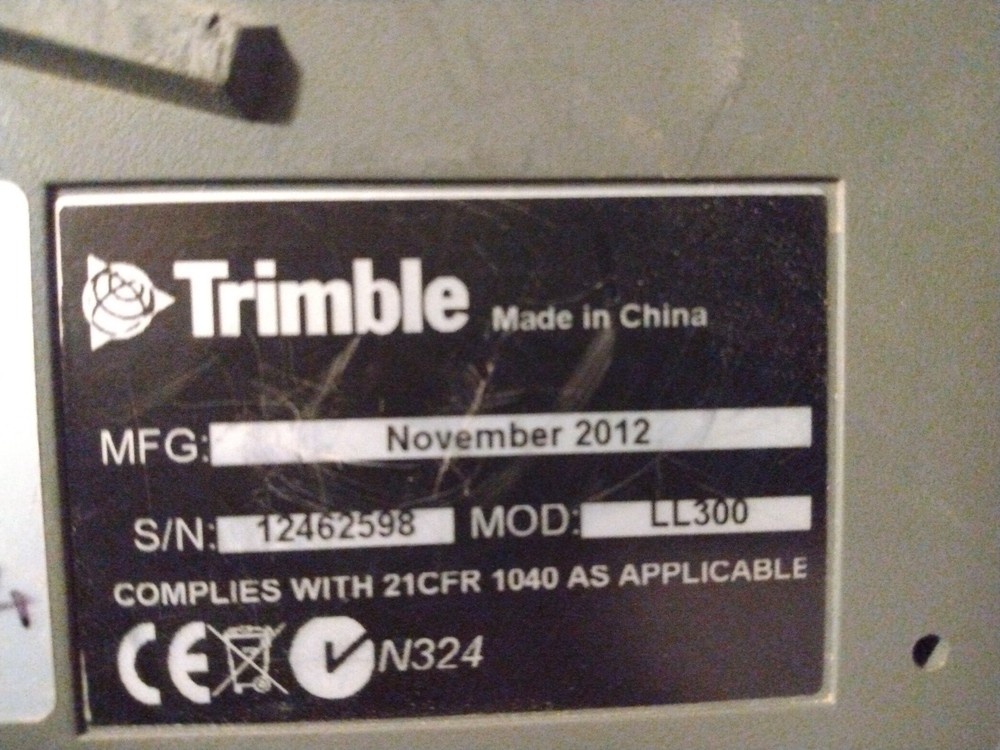 Trimble Made in China
MFG: November 2012
S/N: 12462598 MOD: LL300
COMPLIES WITH 21CFR 1040 AS APPLICABLE
CE N324